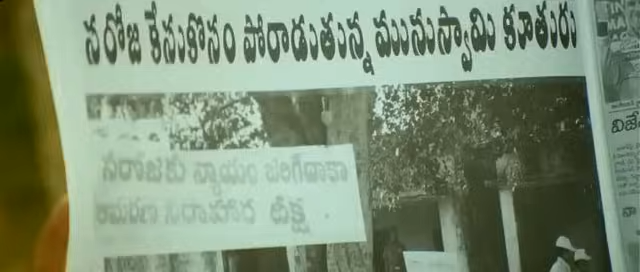 సరోజ కేసుకొసం పోరాడుతున్న మునుస్వామి కూతురు
సరోజకు న్యాయం జరిగేదాకా
ఆమరణ నిరాహార దీక్ష
విజే